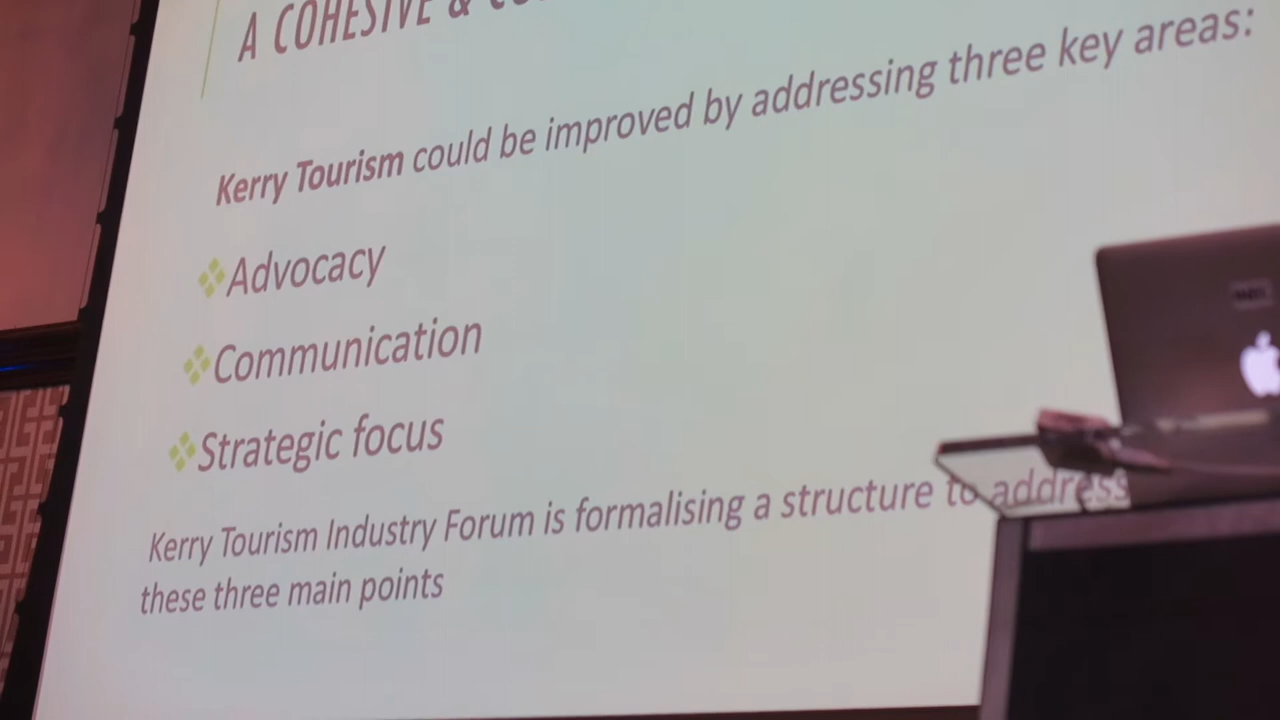 A COHESIVE &
Kerry Tourism could be improved by addressing three key areas:
Advocacy
Communication
Strategic focus
Kerry Tourism Industry Forum is formalising a structure to address
these three main points